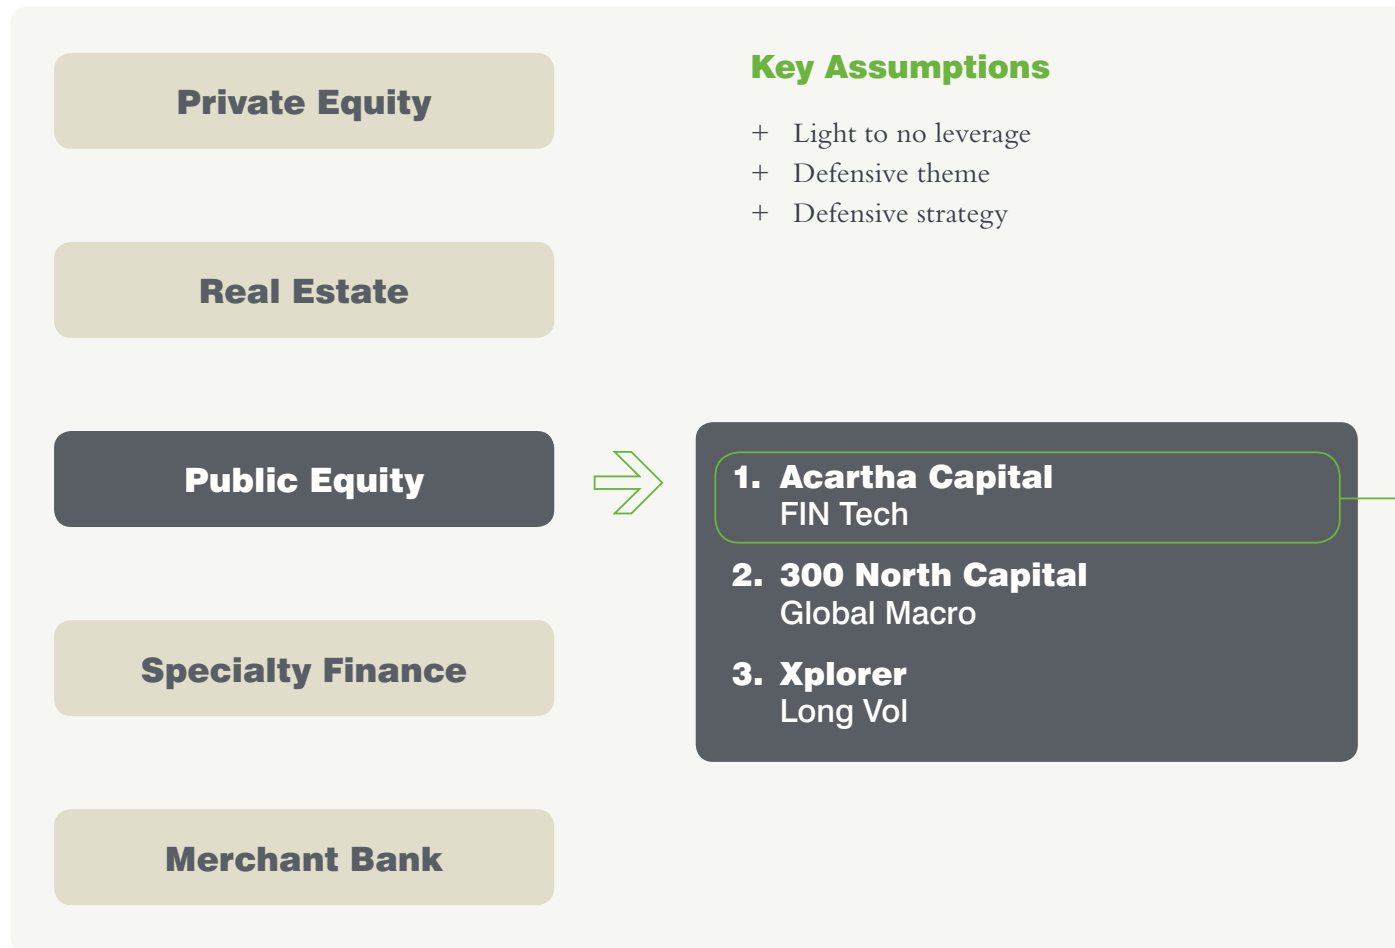 Private Equity
Real Estate
Public Equity
Specialty Finance
Merchant Bank
Key Assumptions
+ Light to no leverage
+ Defensive theme
+ Defensive strategy
1. Acartha Capital
FIN Tech
2. 300 North Capital
Global Macro
3. Xplorer
Long Vol